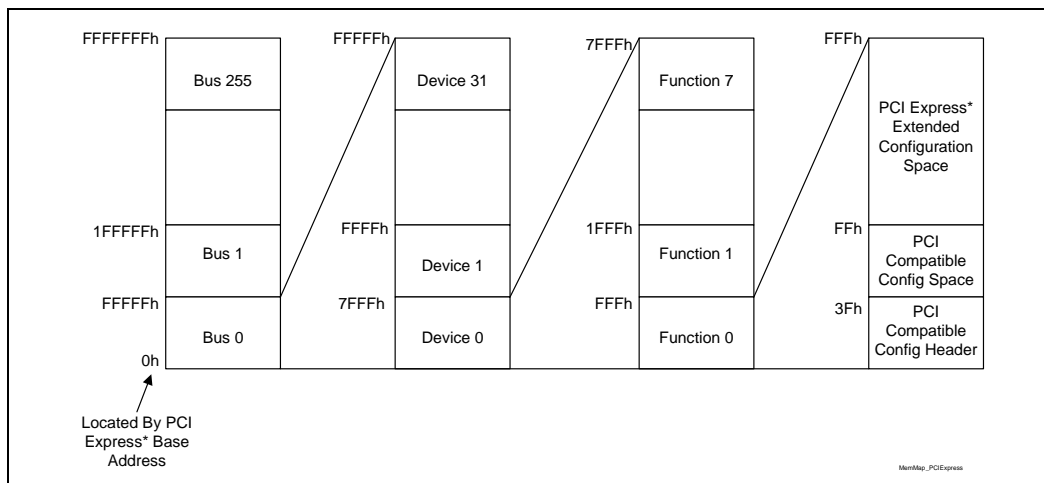 FFFFFFFh
FFFFFh
7FFFh
FFFh
Bus 255
Device 31
Function 7
PCI Express*
Extended
Configuration
Space
1FFFFFh
FFFFh
1FFFh
FFh
Bus 1
Device 1
Function 1
PCI
Compatible
Config Space
FFFFFh
7FFFh
FFFh
3Fh
Bus 0
Device 0
Function 0
PCI
Compatible
Config Header
0h
Located By PCI
Express* Base
Address
MemMap_PCIExpress